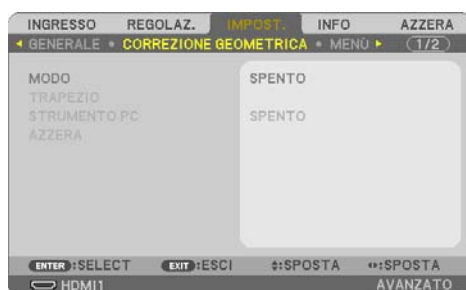 INGRESSO REGOLAZ. IMPOST. INFO AZZERA
GENERALE • CORREZIONE GEOMETRICA • MENÙ (1/2)
MODO SPENTO
TRAPEZIO
STRUMENTO PC SPENTO
AZZERA
ENTER :SELECT EXIT :ESCI :SPOSTA :SPOSTA
HDMI1 AVANZATO